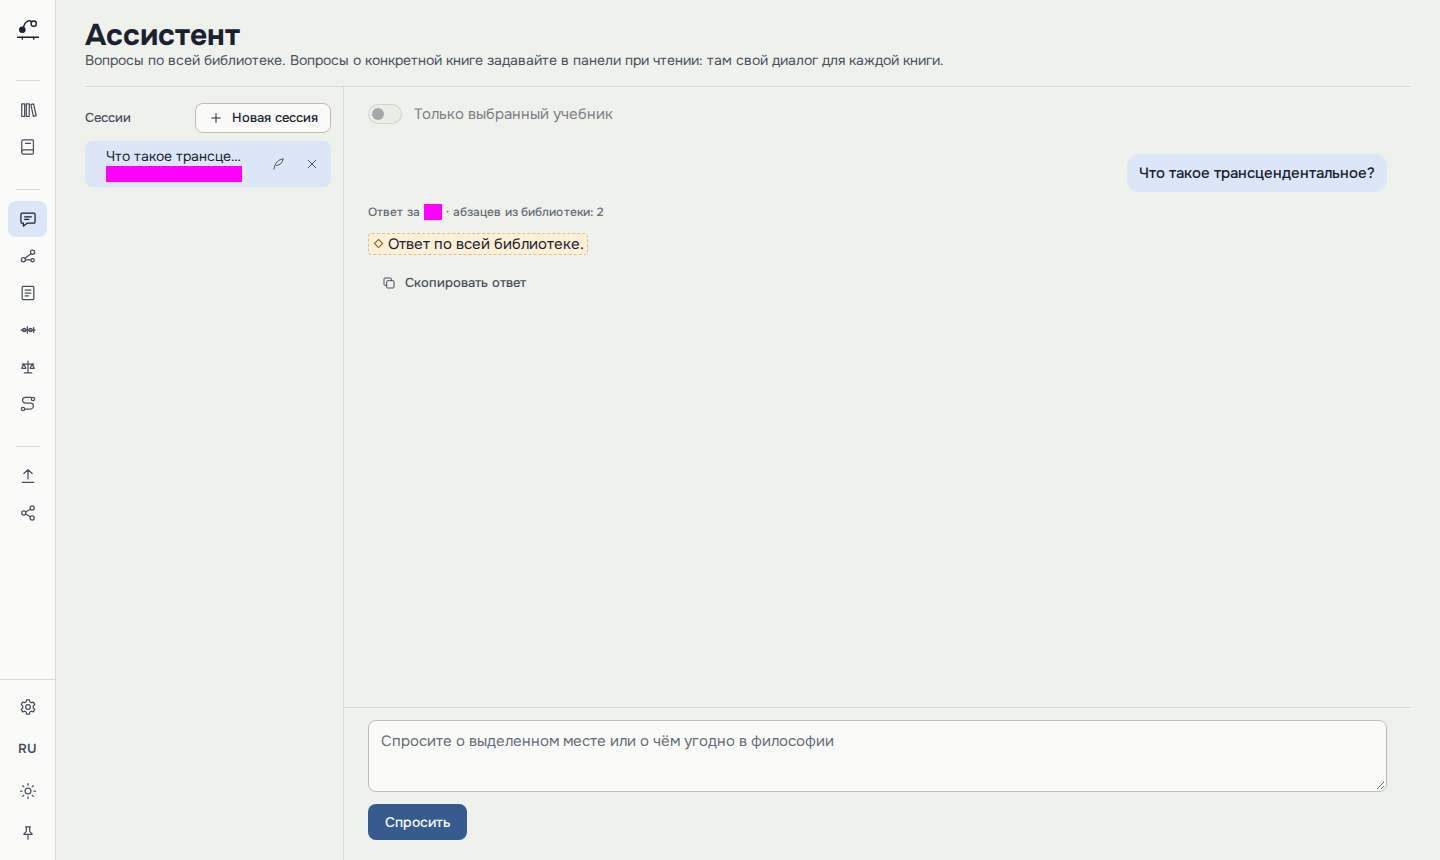 Ассистент
Вопросы по всей библиотеке. Вопросы о конкретной книге задавайте в панели при чтении: там свой диалог для каждой книги.
Сессии
Новая сессия
Что такое трансце...
Только выбранный учебник
Что такое трансцендентальное?
Ответ за · абзацев из библиотеки: 2
Ответ по всей библиотеке.
Скопировать ответ
Спросите о выделенном месте или о чём угодно в философии
Спросить
RU